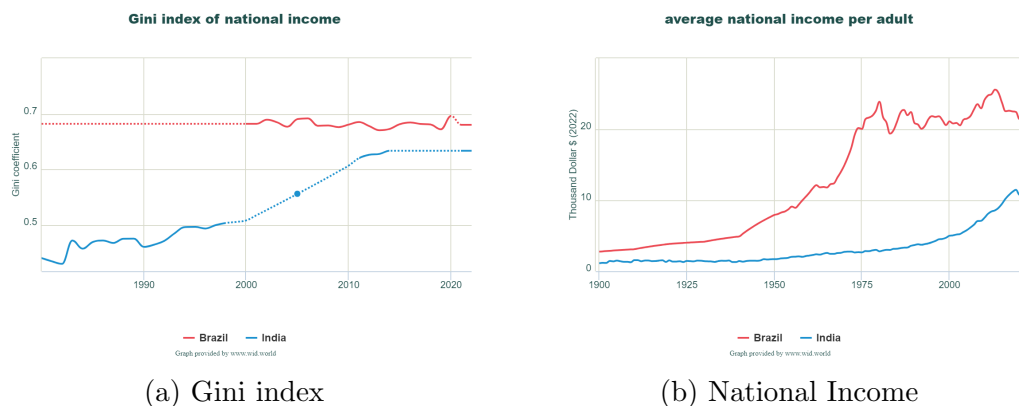 Gini index of national income
Gini coefficient
0.7
0.6
0.5
1990 2000 2010 2020
Brazil India
Graph provided by www.wid.world
(a) Gini index
average national income per adult
Thousand Dollar $ (2022)
20
10
0
1900 1925 1950 1975 2000
Brazil India
Graph provided by www.wid.world
(b) National Income